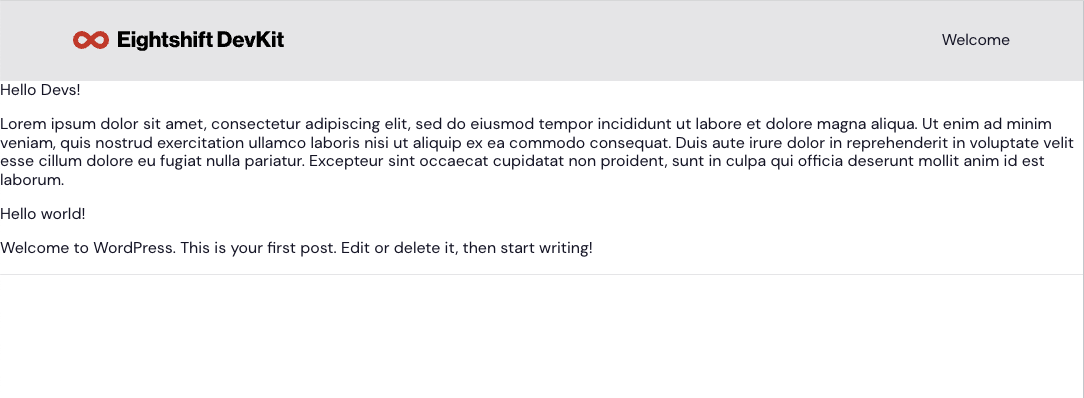 Eightshift DevKit
Welcome
Hello Devs!
Lorem ipsum dolor sit amet, consectetur adipiscing elit, sed do eiusmod tempor incididunt ut labore et dolore magna aliqua. Ut enim ad minim
veniam, quis nostrud exercitation ullamco laboris nisi ut aliquip ex ea commodo consequat. Duis aute irure dolor in reprehenderit in voluptate velit
esse cillum dolore eu fugiat nulla pariatur. Excepteur sint occaecat cupidatat non proident, sunt in culpa qui officia deserunt mollit anim id est
laborum.
Hello world!
Welcome to WordPress. This is your first post. Edit or delete it, then start writing!